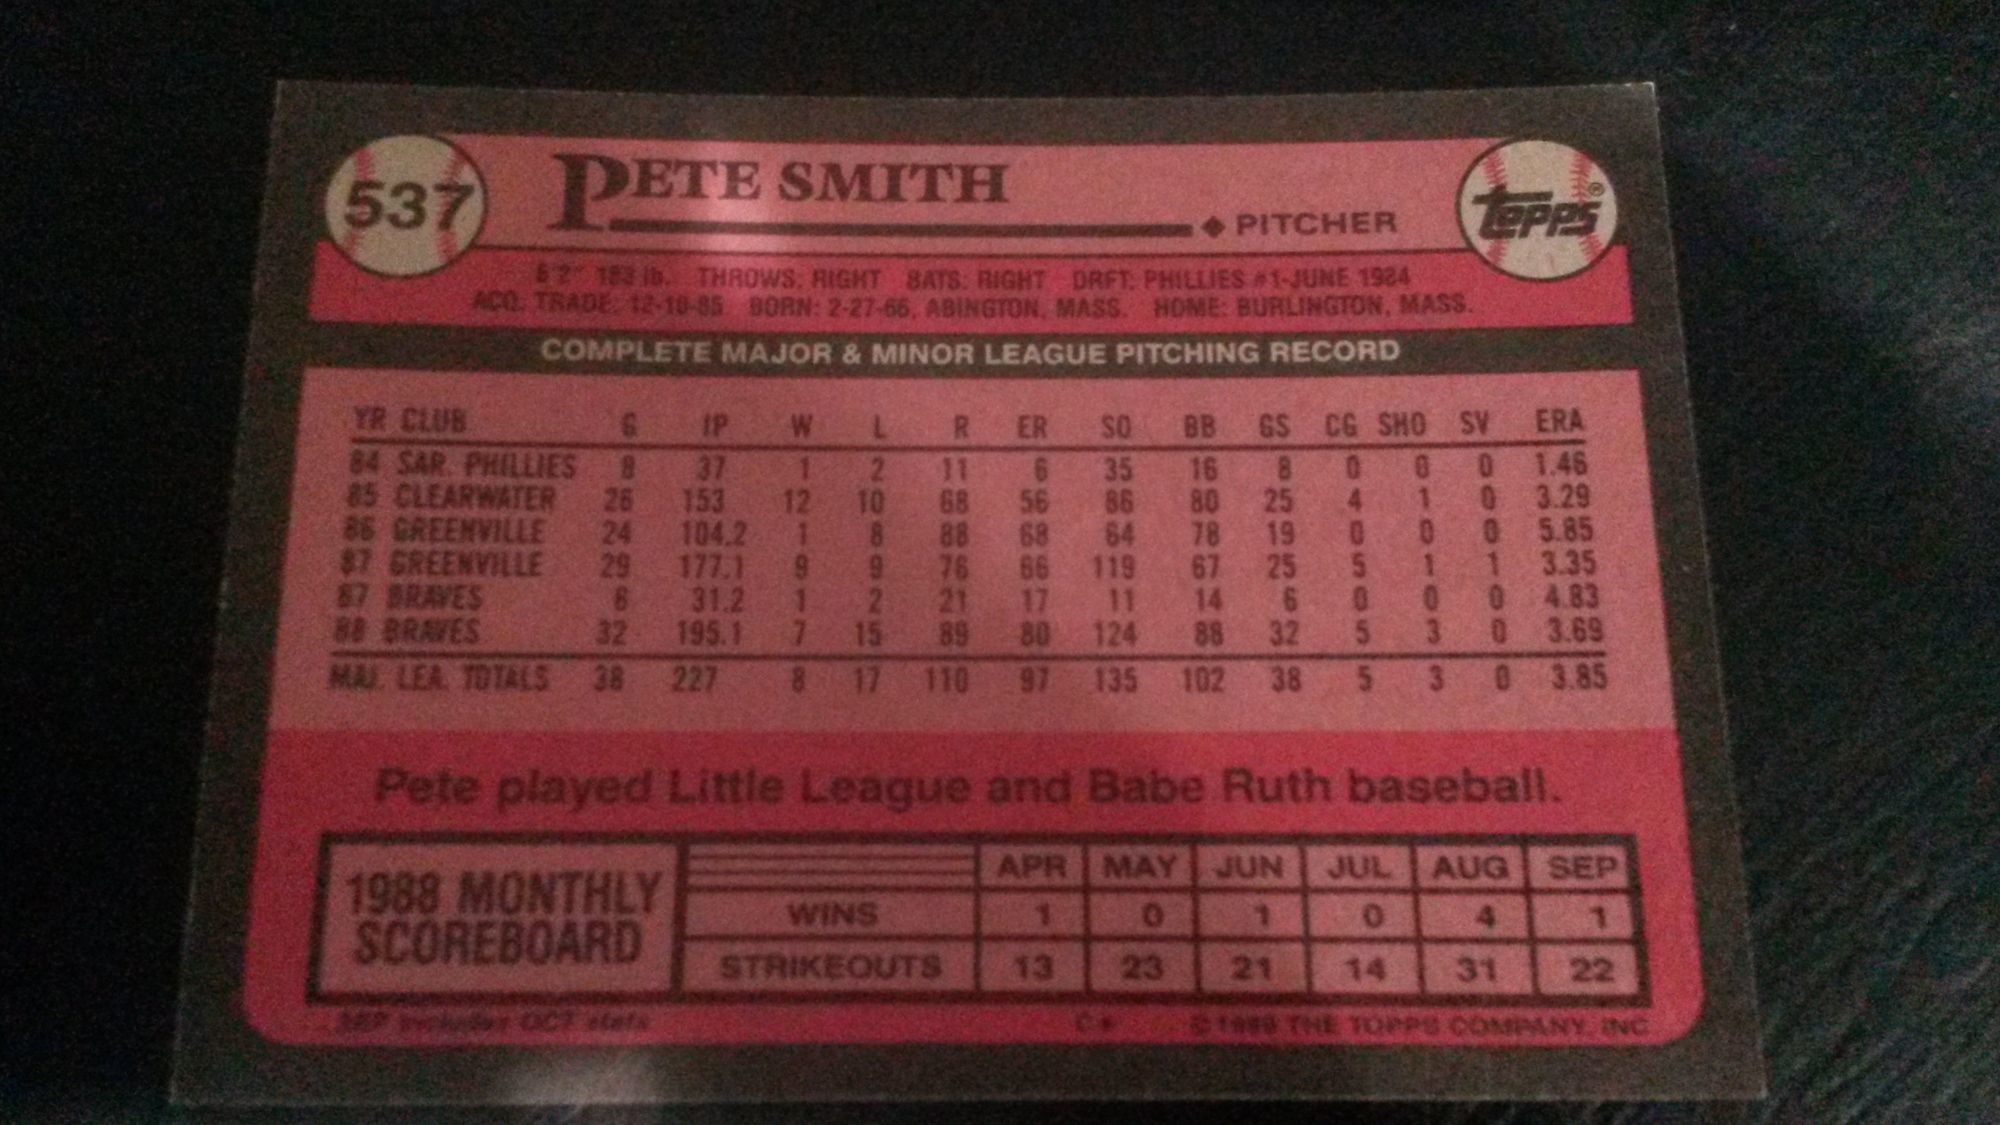 537
PETE SMITH
PITCHER
topps®
6'2" 183 lb. THROWS: RIGHT BATS: RIGHT DRFT: PHILLIES #1-JUNE 1984
ACQ. TRADE: 12-10-85 BORN: 2-27-66, ABINGTON, MASS. HOME: BURLINGTON, MASS.
COMPLETE MAJOR & MINOR LEAGUE PITCHING RECORD
YR CLUB G IP W L R ER SO BB GS CG SHO SV ERA
84 SAR. PHILLIES 8 37 1 2 11 6 35 16 8 0 0 0 1.46
85 CLEARWATER 26 153 12 10 68 56 86 80 25 4 1 0 3.29
86 GREENVILLE 24 104.2 1 8 88 68 64 78 19 0 0 0 5.85
87 GREENVILLE 29 177.1 9 9 76 66 119 67 25 5 1 1 3.35
87 BRAVES 6 31.2 1 2 21 17 11 14 6 0 0 0 4.83
88 BRAVES 32 195.1 7 15 89 80 124 88 32 5 3 0 3.69
MAJ. LEA. TOTALS 38 227 8 17 110 97 135 102 38 5 3 0 3.85
Pete played Little League and Babe Ruth baseball.
1988 MONTHLY SCOREBOARD
APR MAY JUN JUL AUG SEP
WINS 1 0 1 0 4 1
STRIKEOUTS 13 23 21 14 31 22
SEP includes OCT stats
C* © 1989 THE TOPPS COMPANY, INC